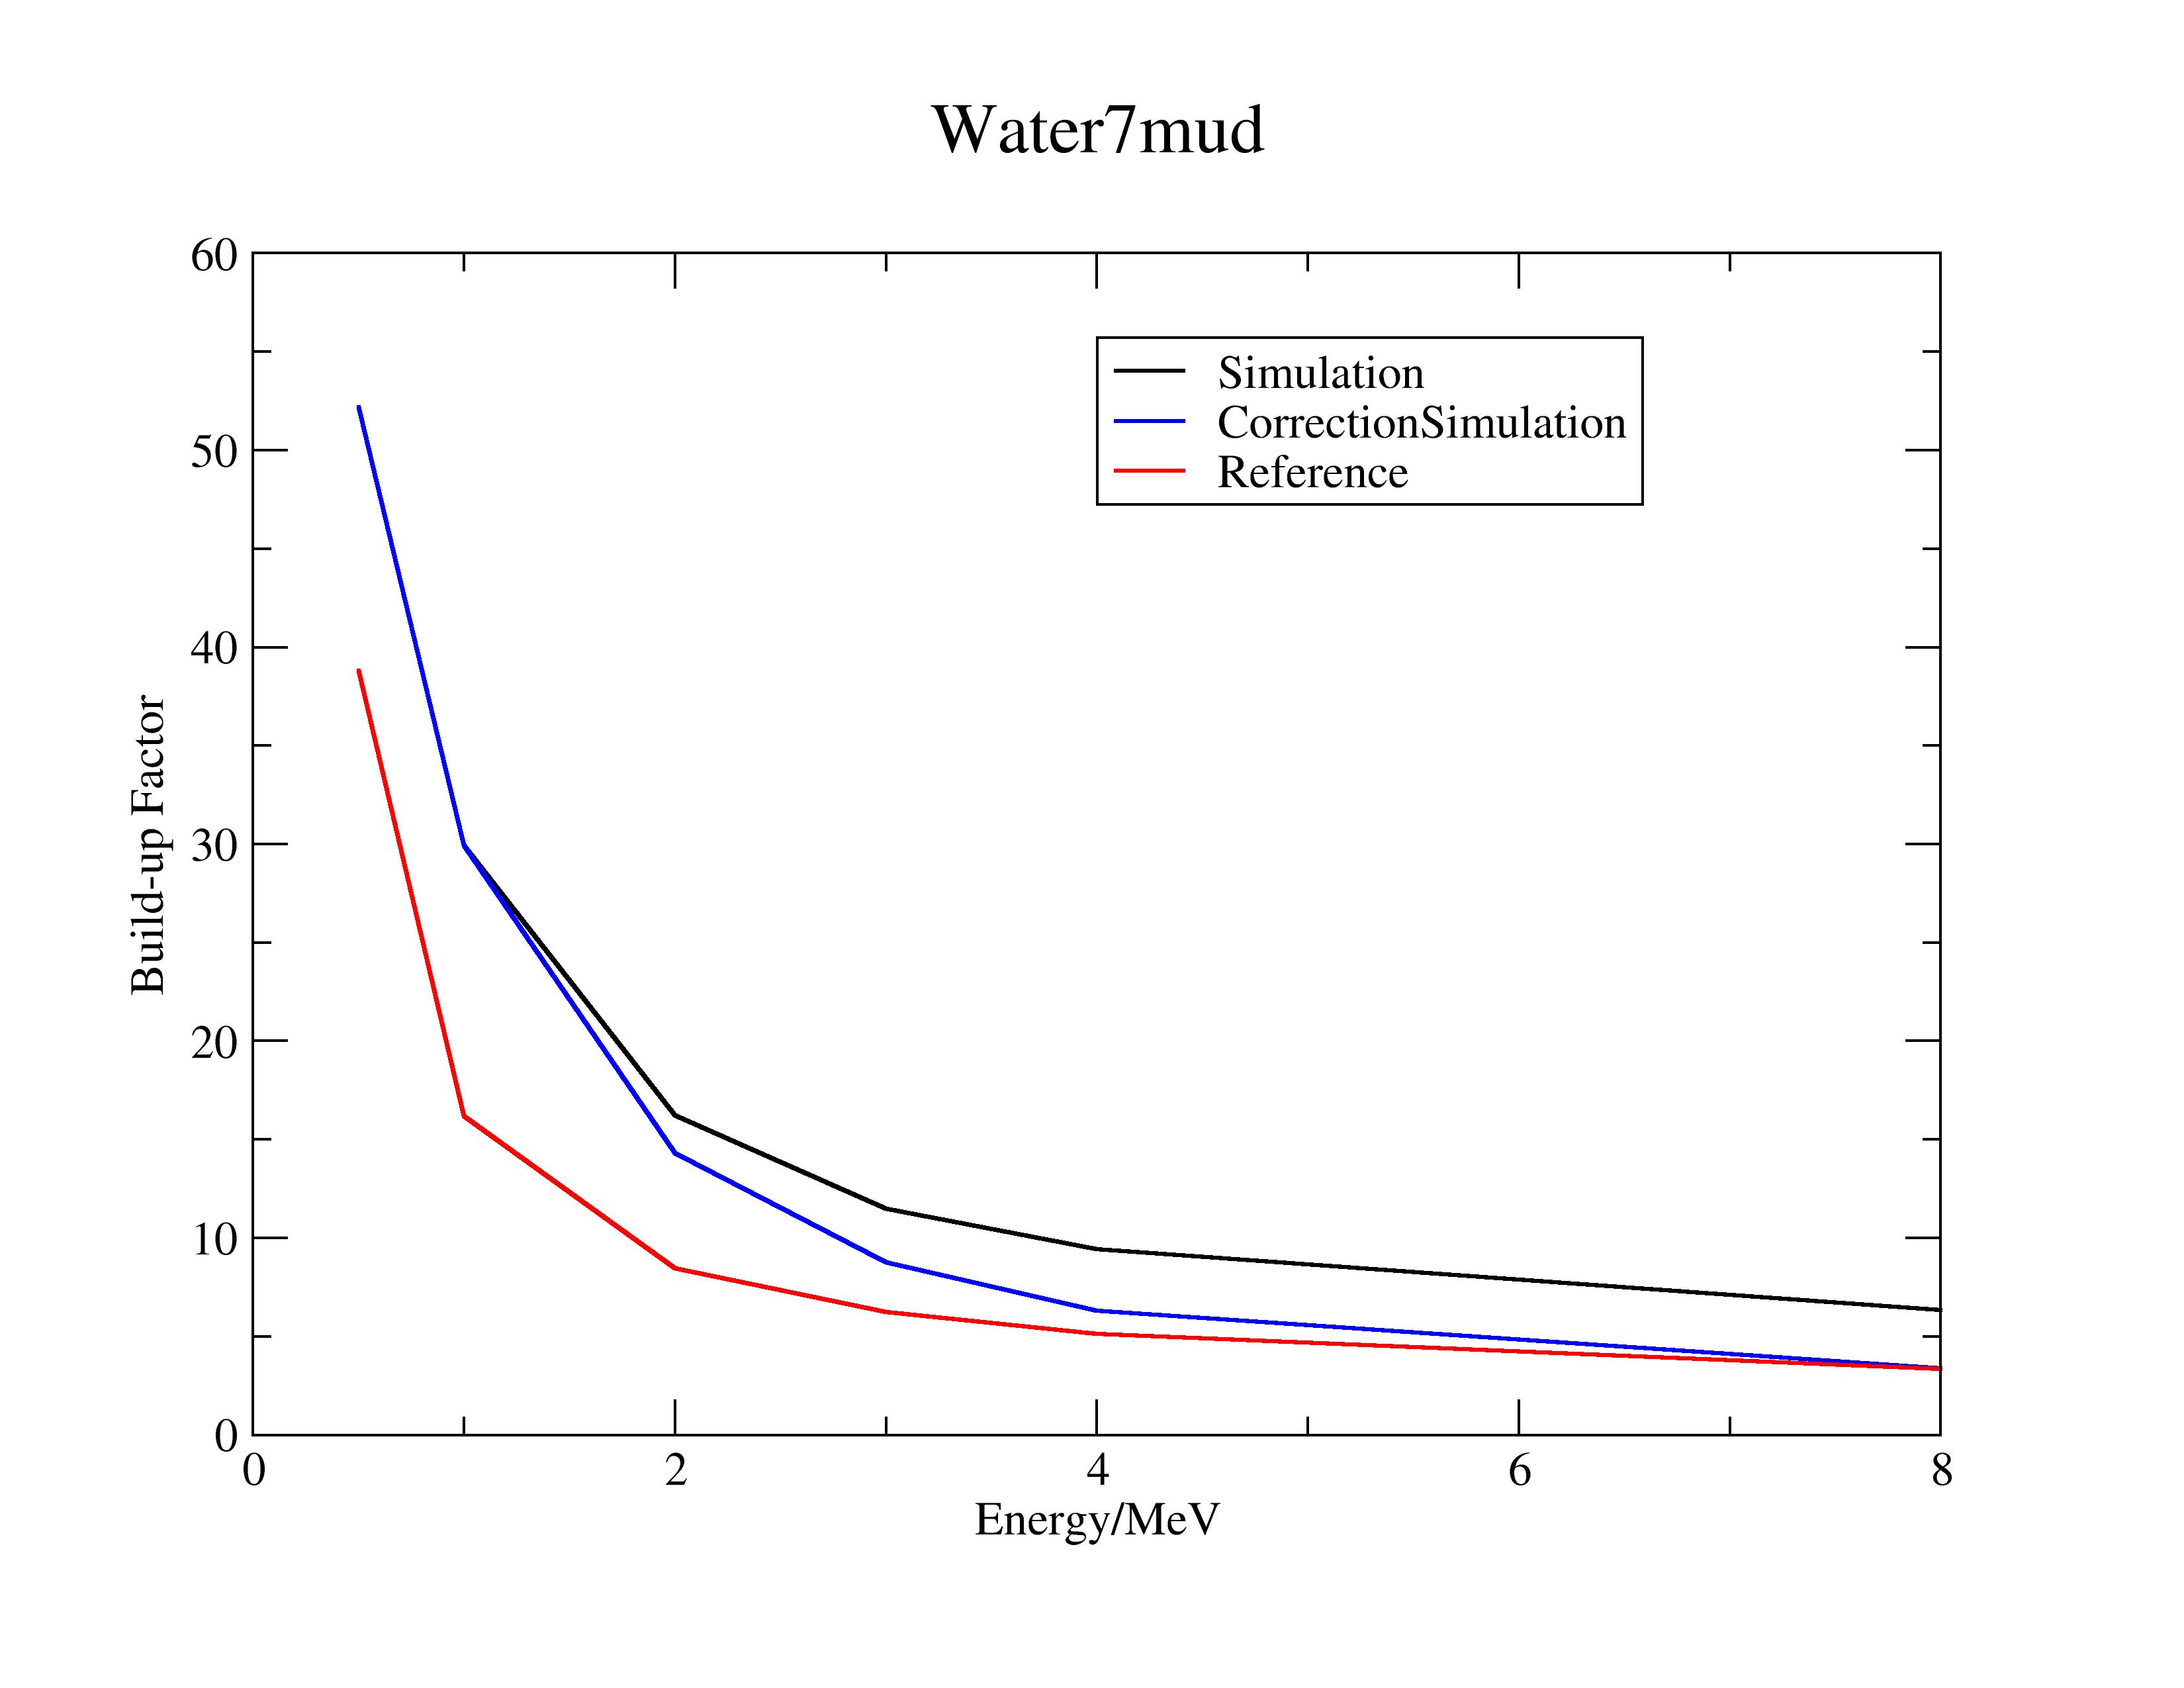 Water7mud
60
50
40
30
20
10
0
Build-up Factor
Simulation
CorrectionSimulation
Reference
0 2 4 6 8
Energy/MeV